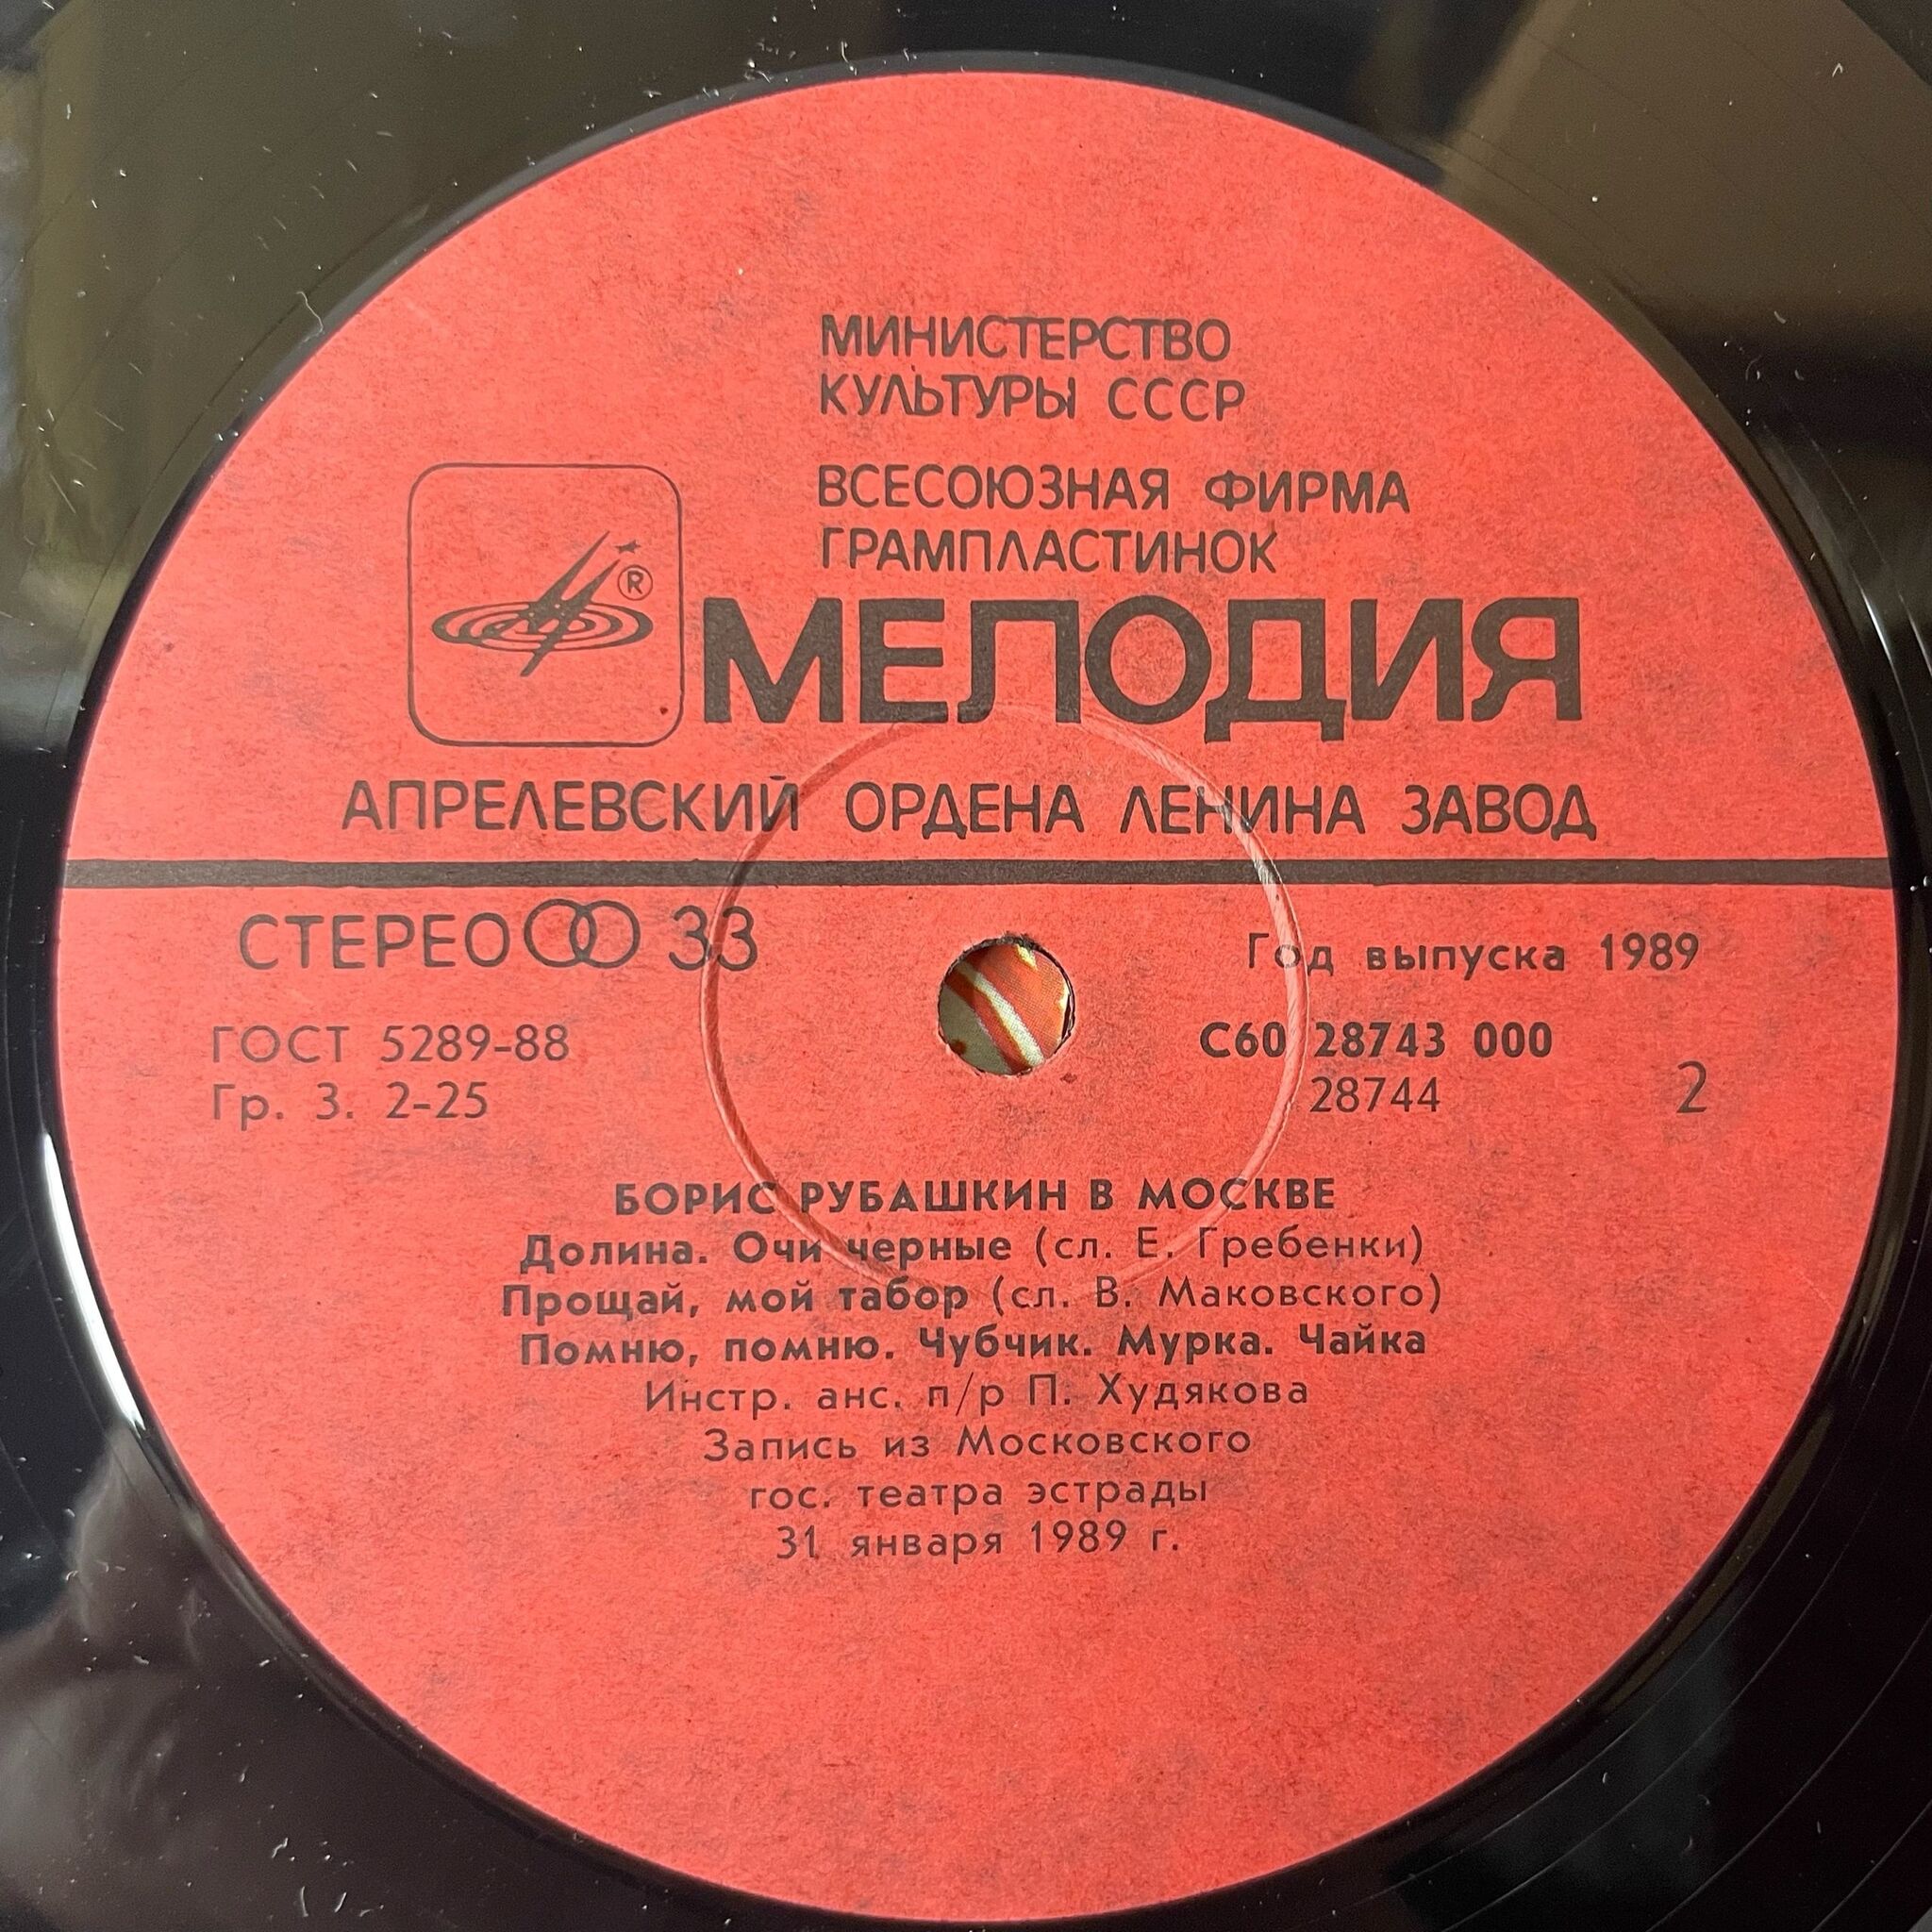 МИНИСТЕРСТВО
КУЛЬТУРЫ СССР
ВСЕСОЮЗНАЯ ФИРМА
ГРАМПЛАСТИНОК
®
МЕЛОДИЯ
АПРЕЛЕВСКИЙ ОРДЕНА ЛЕНИНА ЗАВОД
СТЕРЕО 33
Год выпуска 1989
ГОСТ 5289-88
Гр. 3. 2-25
С60 28743 000
28744
2
БОРИС РУБАШКИН В МОСКВЕ
Долина. Очи черные (сл. Е. Гребенки)
Прощай, мой табор (сл. В. Маковского)
Помню, помню. Чубчик. Мурка. Чайка
Инстр. анс. п/р П. Худякова
Запись из Московского
гос. театра эстрады
31 января 1989 г.